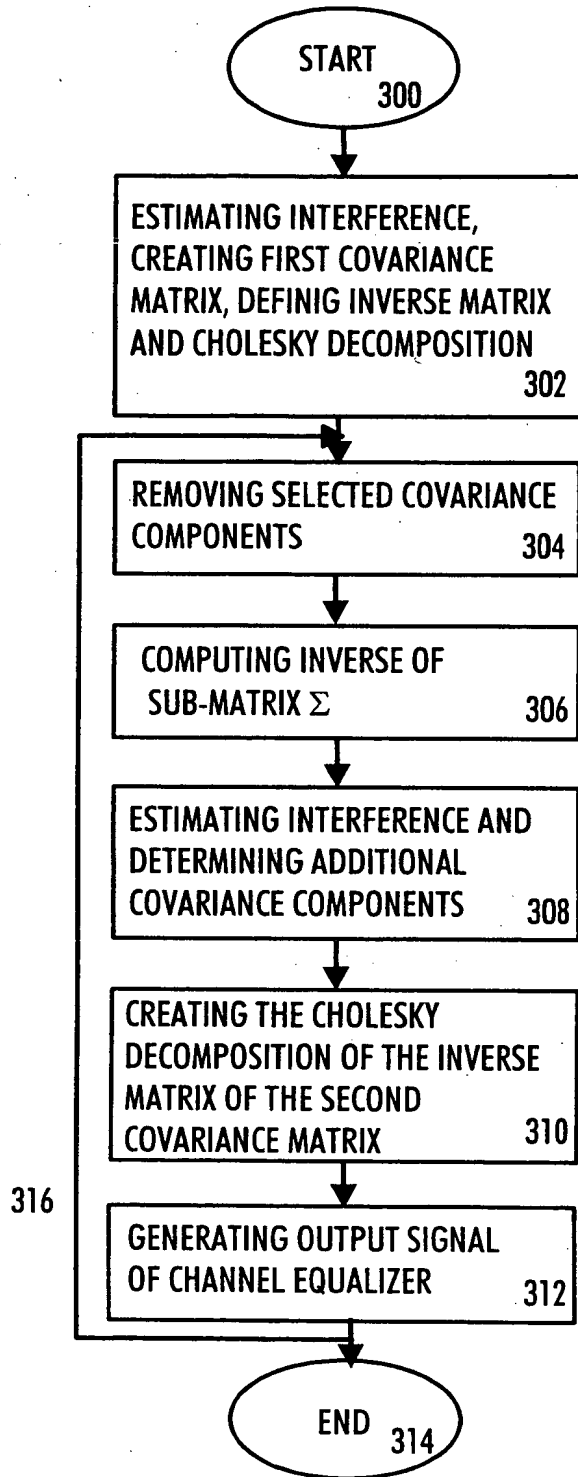 START
300
ESTIMATING INTERFERENCE,
CREATING FIRST COVARIANCE
MATRIX, DEFINIG INVERSE MATRIX
AND CHOLESKY DECOMPOSITION
302
REMOVING SELECTED COVARIANCE
COMPONENTS 304
COMPUTING INVERSE OF
SUB-MATRIX Σ 306
ESTIMATING INTERFERENCE AND
DETERMINING ADDITIONAL
COVARIANCE COMPONENTS 308
CREATING THE CHOLESKY
DECOMPOSITION OF THE INVERSE
MATRIX OF THE SECOND
COVARIANCE MATRIX 310
316
GENERATING OUTPUT SIGNAL
OF CHANNEL EQUALIZER 312
END
314